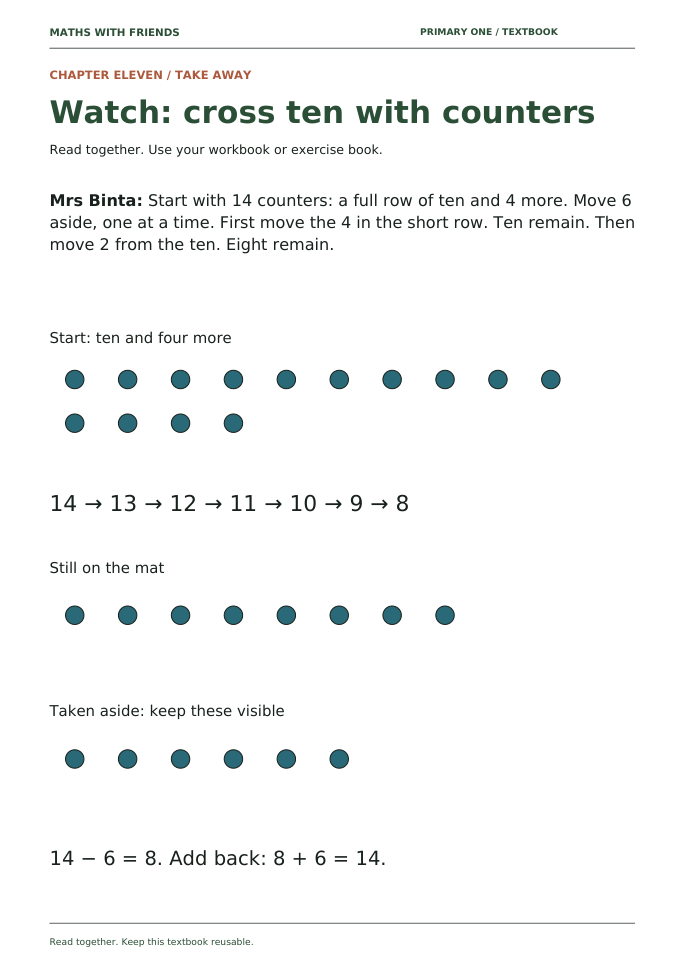 MATHS WITH FRIENDS
PRIMARY ONE / TEXTBOOK
CHAPTER ELEVEN / TAKE AWAY
Watch: cross ten with counters
Read together. Use your workbook or exercise book.
Mrs Binta: Start with 14 counters: a full row of ten and 4 more. Move 6
aside, one at a time. First move the 4 in the short row. Ten remain. Then
move 2 from the ten. Eight remain.
Start: ten and four more
14 → 13 → 12 → 11 → 10 → 9 → 8
Still on the mat
Taken aside: keep these visible
14 − 6 = 8. Add back: 8 + 6 = 14.
Read together. Keep this textbook reusable.